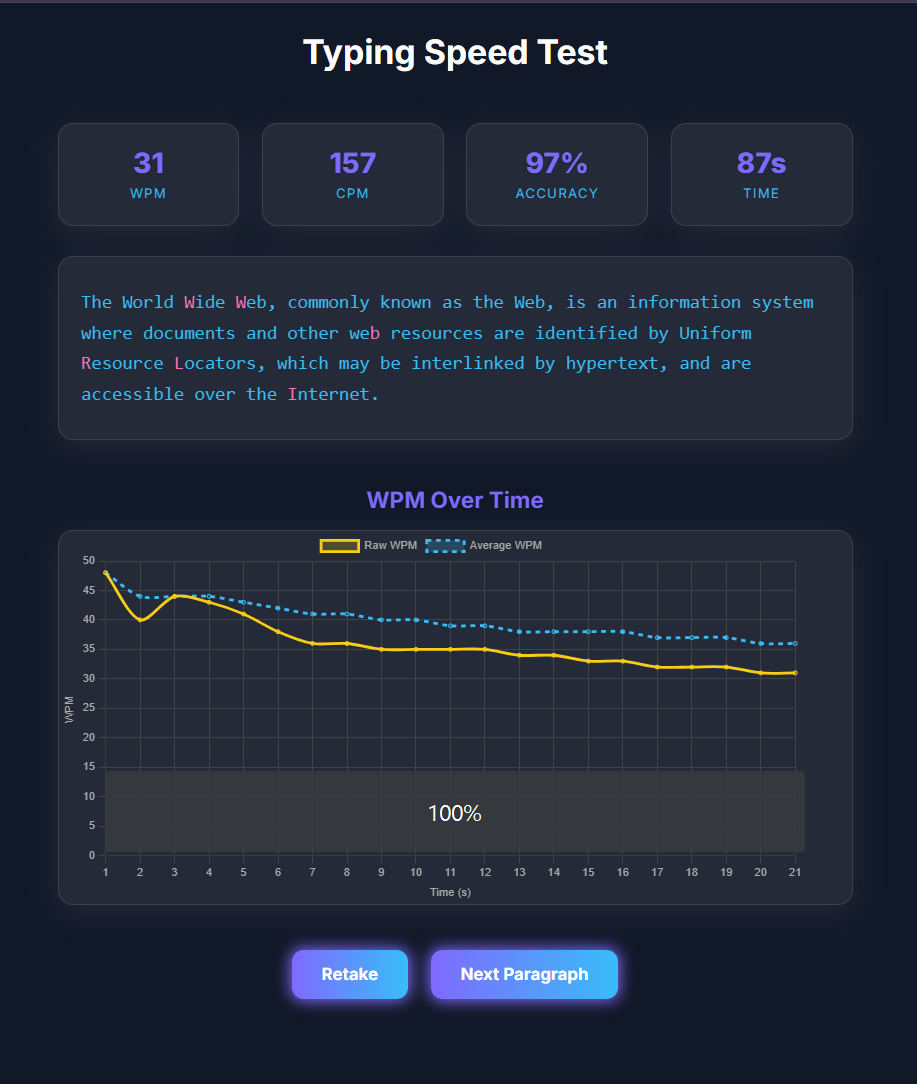 Typing Speed Test
31 157 97% 87s
WPM CPM ACCURACY TIME
The World Wide Web, commonly known as the Web, is an information system
where documents and other web resources are identified by Uniform
Resource Locators, which may be interlinked by hypertext, and are
accessible over the Internet.
WPM Over Time
Raw WPM Average WPM
50
45
40
35
30
25
WPM
20
15
10
100%
5
0
1 2 3 4 5 6 7 8 9 10 11 12 13 14 15 16 17 18 19 20 21
Time (s)
Retake Next Paragraph